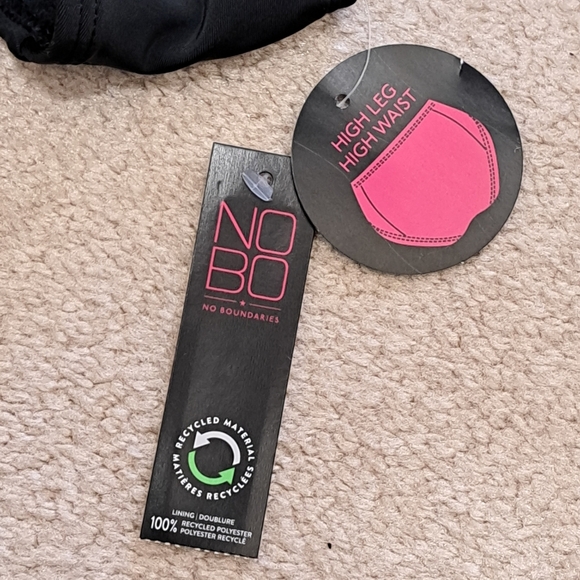 HIGH LEG
HIGH WAIST
NO
BO
NO BOUNDARIES
RECYCLED MATERIAL
MATIÈRES RECYCLÉES
LINING | DOUBLURE
100% RECYCLED POLYESTER
POLYESTER RECYCLÉ